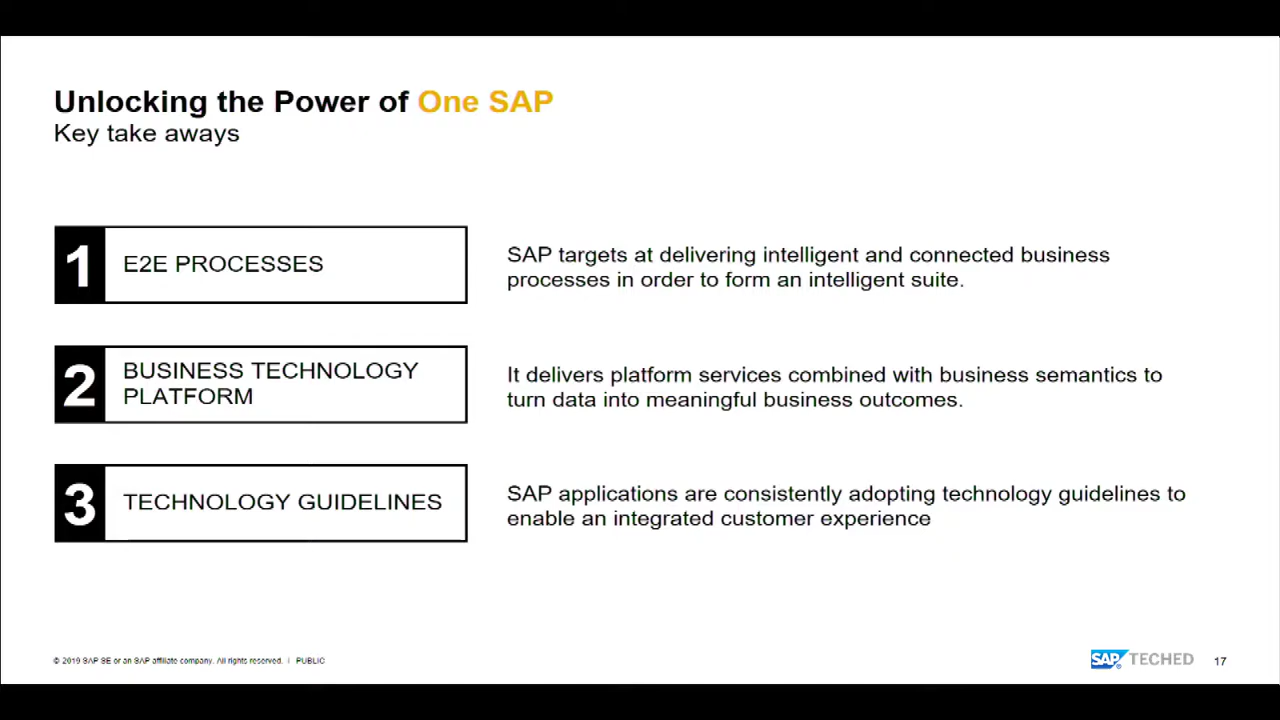 Unlocking the Power of One SAP
Key take aways
1
E2E PROCESSES
SAP targets at delivering intelligent and connected business
processes in order to form an intelligent suite.
2
BUSINESS TECHNOLOGY
PLATFORM
It delivers platform services combined with business semantics to
turn data into meaningful business outcomes.
3
TECHNOLOGY GUIDELINES
SAP applications are consistently adopting technology guidelines to
enable an integrated customer experience
© 2019 SAP SE or an SAP affiliate company. All rights reserved. ǀ PUBLIC
SAP TECHED
17